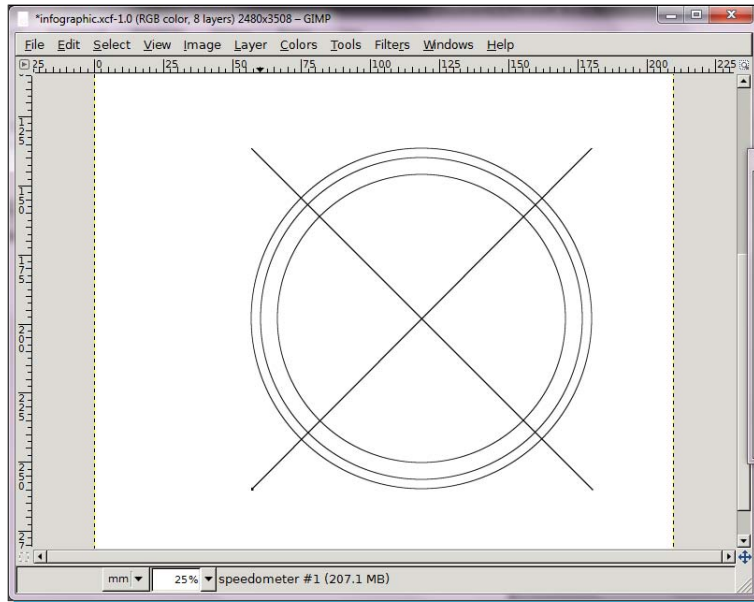 *infographic.xcf-1.0 (RGB color, 8 layers) 2480x3508 – GIMP
File Edit Select View Image Layer Colors Tools Filters Windows Help
25 0 25 50 75 100 125 150 175 200 225
125
150
175
200
225
250
27
mm 25% speedometer #1 (207.1 MB)